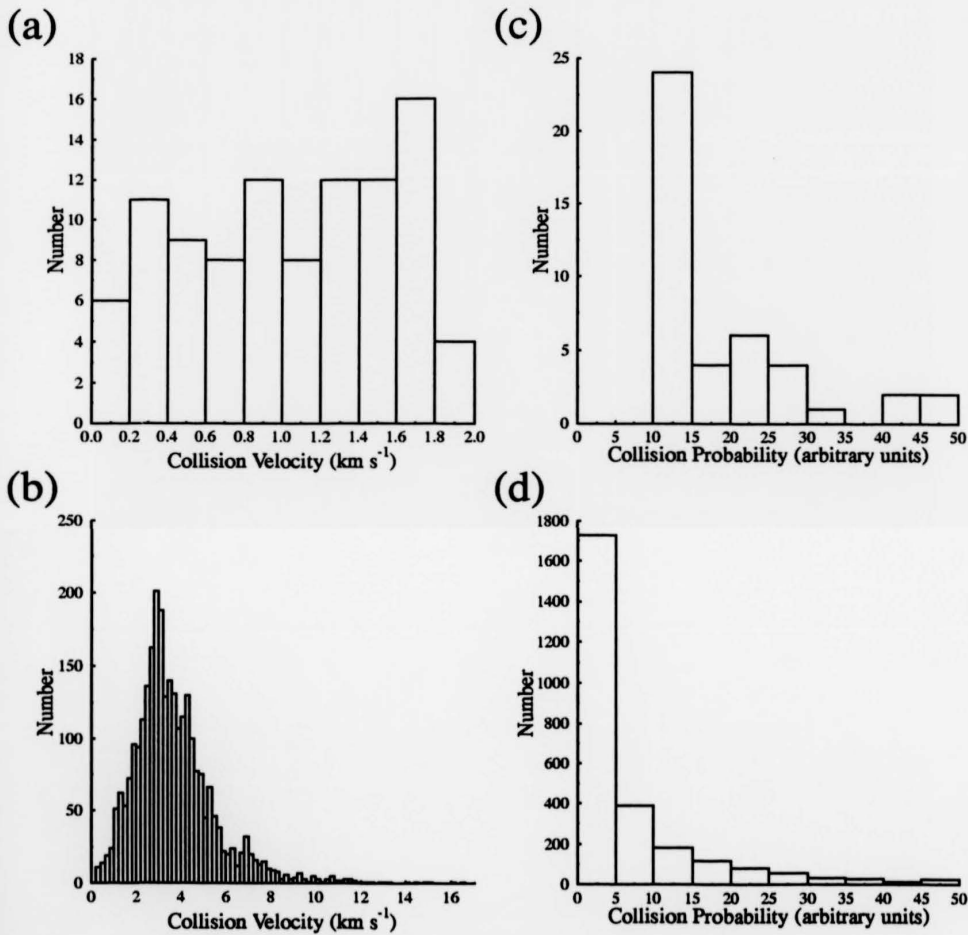 (a)
18
16
14
12
10
8
6
4
2
0
Number
0.0 0.2 0.4 0.6 0.8 1.0 1.2 1.4 1.6 1.8 2.0
Collision Velocity (km s⁻¹)
(c)
25
20
15
10
5
0
Number
0 5 10 15 20 25 30 35 40 45 50
Collision Probability (arbitrary units)
(b)
250
200
150
100
50
0
Number
0 2 4 6 8 10 12 14 16
Collision Velocity (km s⁻¹)
(d)
1800
1600
1400
1200
1000
800
600
400
200
0
Number
0 5 10 15 20 25 30 35 40 45 50
Collision Probability (arbitrary units)